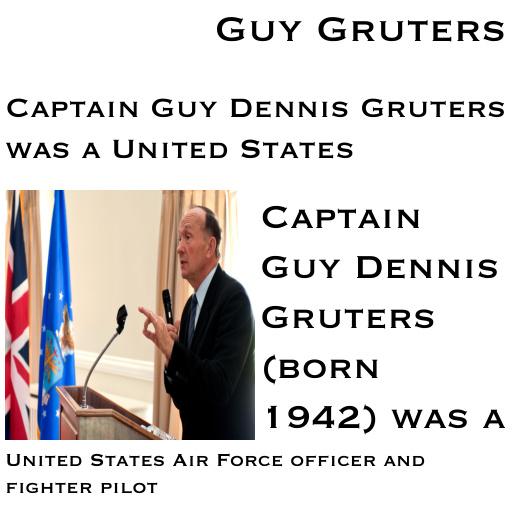 Guy Gruters
Captain Guy Dennis Gruters
was a United States
Captain
Guy Dennis
Gruters
(born
1942) was a
United States Air Force officer and
fighter pilot